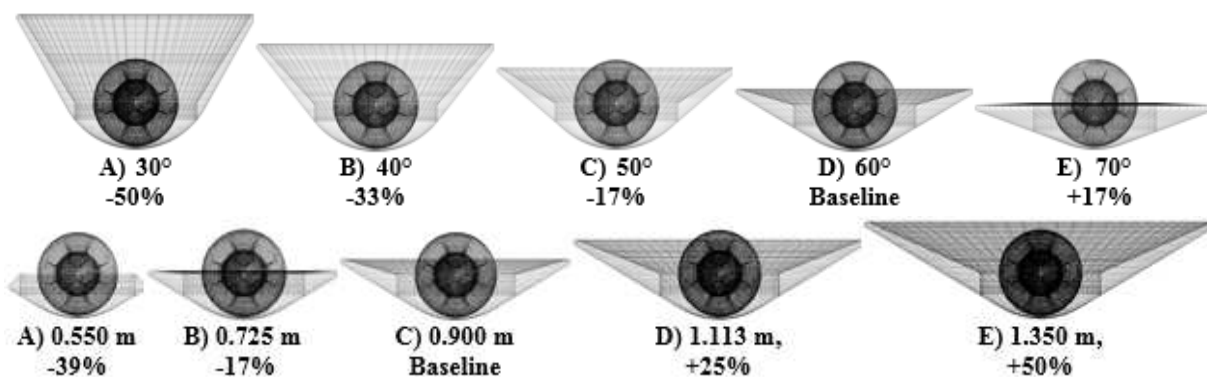 A) 30° B) 40° C) 50° D) 60° E) 70°
-50% -33% -17% Baseline +17%
A) 0.550 m B) 0.725 m C) 0.900 m D) 1.113 m, E) 1.350 m,
-39% -17% Baseline +25% +50%